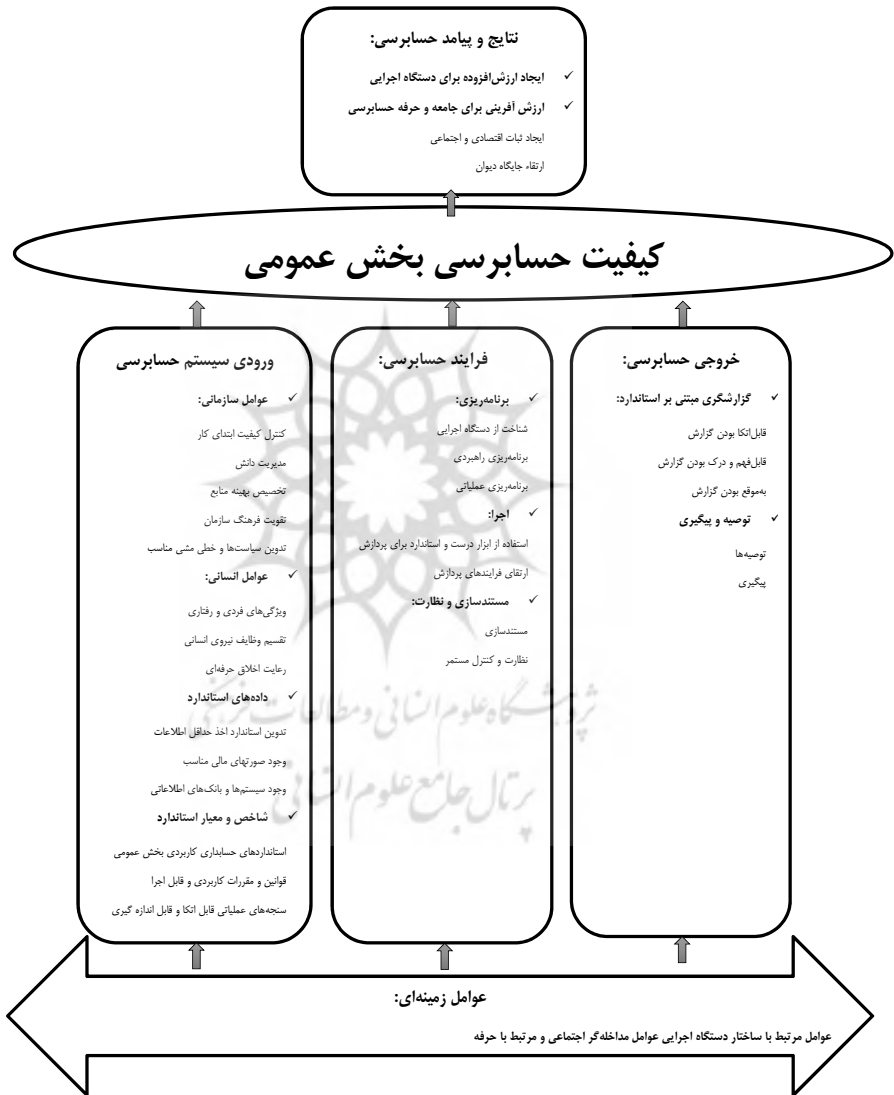 نتایج و پیامد حسابرسی:
✓ ایجاد ارزش‌افزوده برای دستگاه اجرایی
✓ ارزش آفرینی برای جامعه و حرفه حسابرسی
ایجاد ثبات اقتصادی و اجتماعی
ارتقاء جایگاه دیوان
کیفیت حسابرسی بخش عمومی
ورودی سیستم حسابرسی
✓ عوامل سازمانی:
کنترل کیفیت ابتدای کار
مدیریت دانش
تخصیص بهینه منابع
تقویت فرهنگ سازمان
تدوین سیاست‌ها و خطی مشی مناسب
✓ عوامل انسانی:
ویژگی‌های فردی و رفتاری
تقسیم وظایف نیروی انسانی
رعایت اخلاق حرفه‌ای
✓ داده‌های استاندارد
تدوین استاندارد اخذ حداقل اطلاعات
وجود صورتهای مالی مناسب
وجود سیستم‌ها و بانک‌های اطلاعاتی
✓ شاخص و معیار استاندارد
استانداردهای حسابداری کاربردی بخش عمومی
قوانین و مقررات کاربردی و قابل اجرا
سنجه‌های عملیاتی قابل اتکا و قابل اندازه گیری
فرایند حسابرسی:
✓ برنامه‌ریزی:
شناخت از دستگاه اجرایی
برنامه‌ریزی راهبردی
برنامه‌ریزی عملیاتی
✓ اجرا:
استفاده از ابزار درست و استاندارد برای پردازش
ارتقای فرایندهای پردازش
✓ مستندسازی و نظارت:
مستندسازی
نظارت و کنترل مستمر
خروجی حسابرسی:
✓ گزارشگری مبتنی بر استاندارد:
قابل‌اتکا بودن گزارش
قابل‌فهم و درک بودن گزارش
به‌موقع بودن گزارش
✓ توصیه و پیگیری
توصیه‌ها
پیگیری
پژوهشگاه علوم انسانی و مطالعات فرهنگی
پرتال جامع علوم انسانی
عوامل زمینه‌ای:
عوامل مرتبط با ساختار دستگاه اجرایی عوامل مداخله‌گر اجتماعی و مرتبط با حرفه